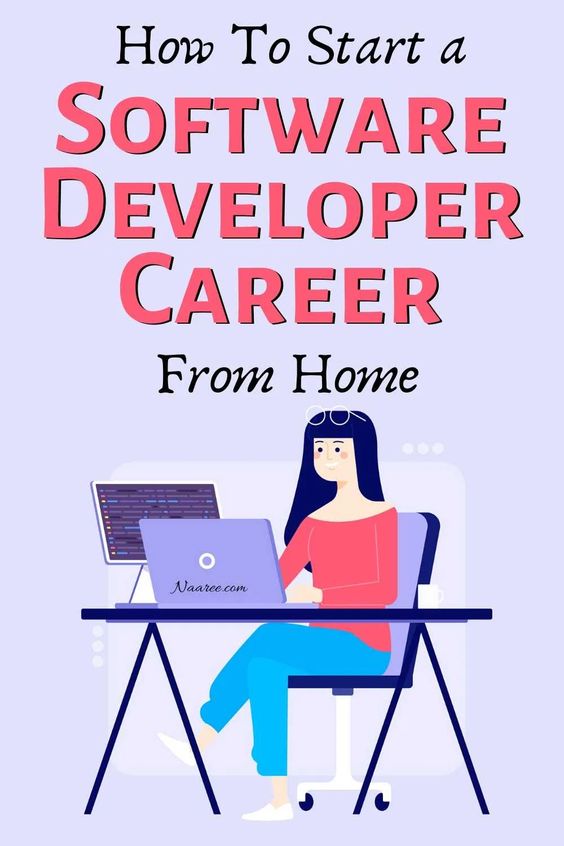 How To Start a
Software
Developer
Career
From Home
Naaree.com